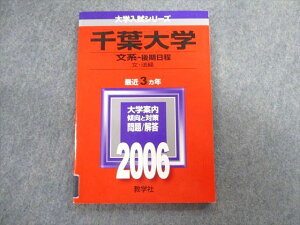 大学入試シリーズ
千葉大学
文系-後期日程
文・法経
最近3カ年
大学案内
傾向と対策
問題/解答
2006
教学社